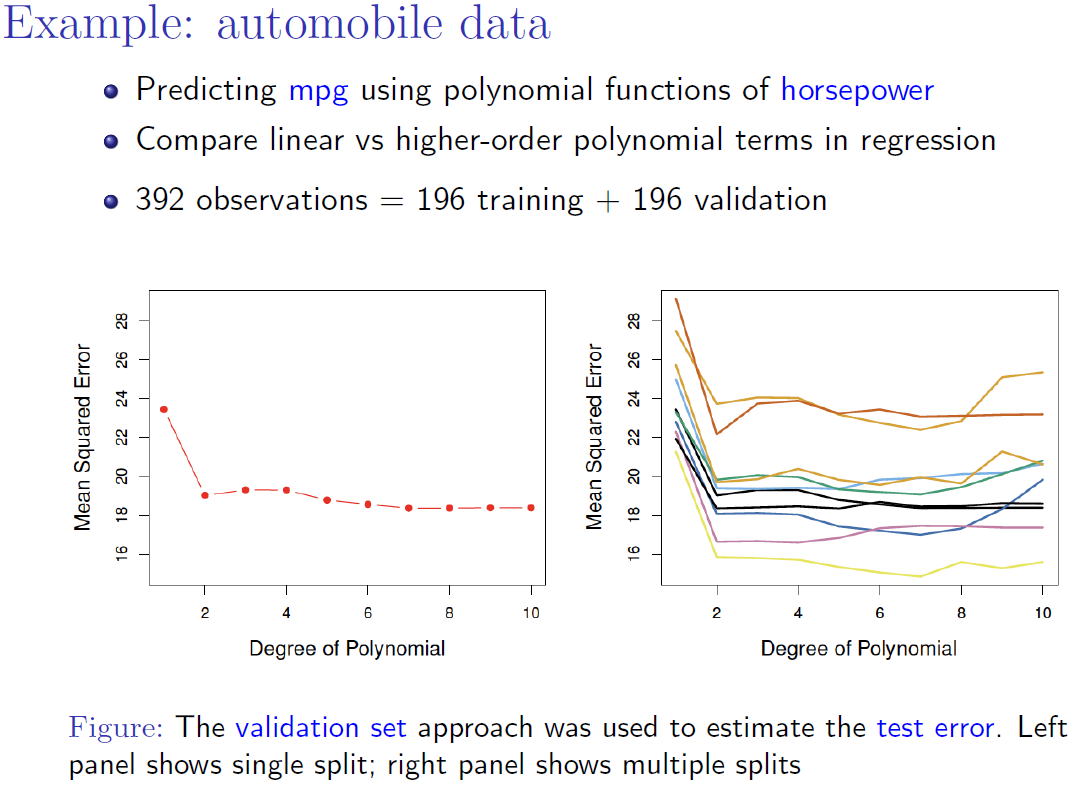 Example: automobile data
Predicting mpg using polynomial functions of horsepower
Compare linear vs higher-order polynomial terms in regression
392 observations = 196 training + 196 validation
Mean Squared Error
28
26
24
22
20
18
16
2 4 6 8 10
Degree of Polynomial
Mean Squared Error
28
26
24
22
20
18
16
2 4 6 8 10
Degree of Polynomial
Figure: The validation set approach was used to estimate the test error. Left
panel shows single split; right panel shows multiple splits